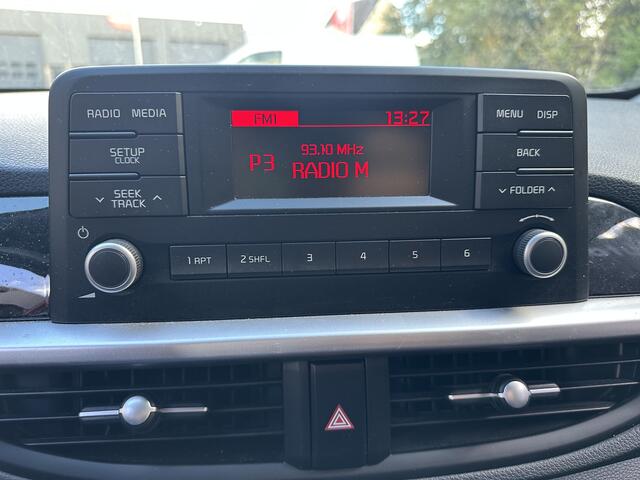 RADIO MEDIA
SETUP
CLOCK
SEEK
TRACK
FM1 13:27
93.10 MHz
P3 RADIO M
MENU DISP
BACK
FOLDER
1 RPT 2 SHFL 3 4 5 6